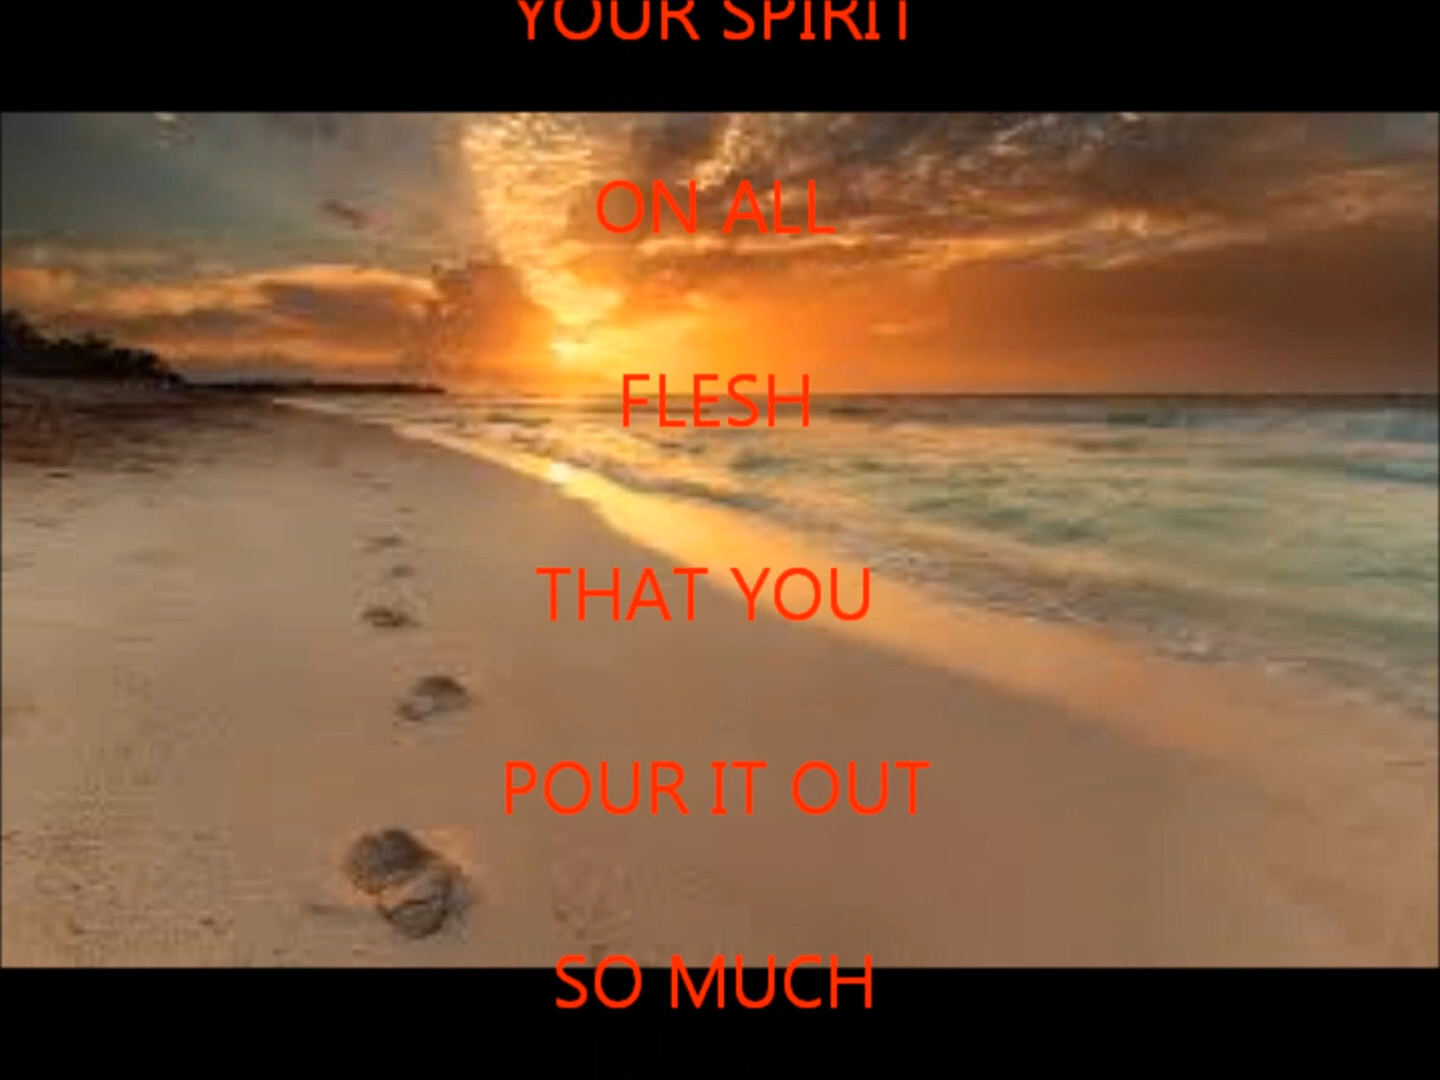 YOUR SPIRIT
ON ALL
FLESH
THAT YOU
POUR IT OUT
SO MUCH